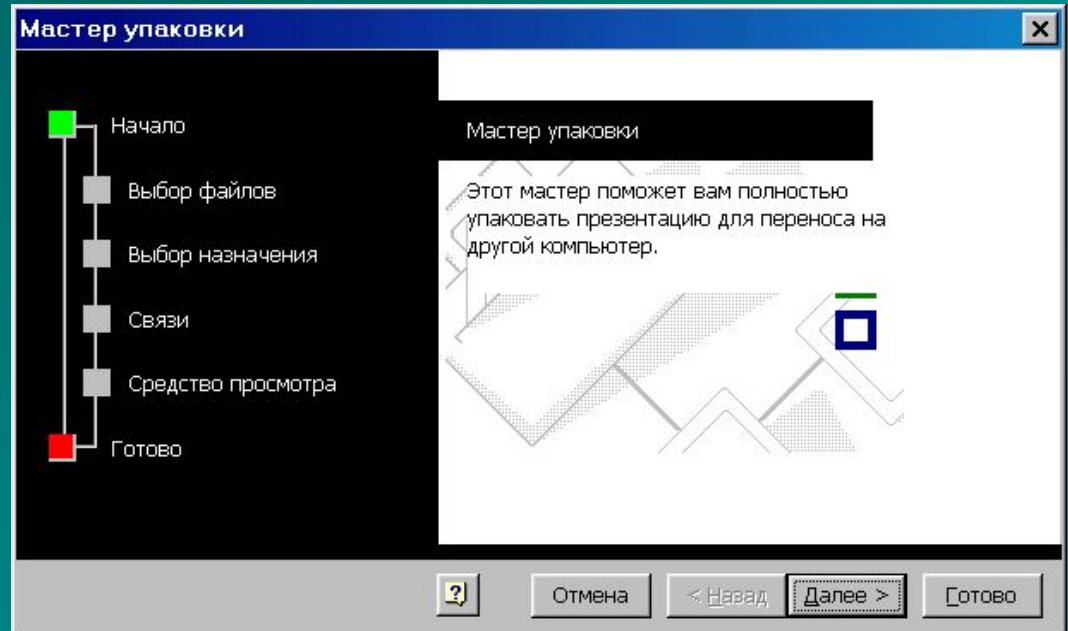 Мастер упаковки
Начало
Выбор файлов
Выбор назначения
Связи
Средство просмотра
Готово
Мастер упаковки
Этот мастер поможет вам полностью
упаковать презентацию для переноса на
другой компьютер.
Отмена
< Назад
Далее >
Готово